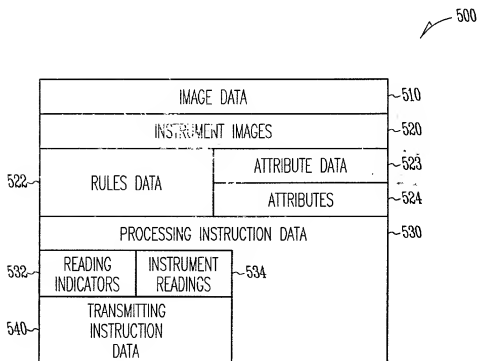 500
IMAGE DATA
510
INSTRUMENT IMAGES
520
522
RULES DATA
ATTRIBUTE DATA
523
ATTRIBUTES
524
PROCESSING INSTRUCTION DATA
530
532
READING
INDICATORS
INSTRUMENT
READINGS
534
540
TRANSMITTING
INSTRUCTION
DATA